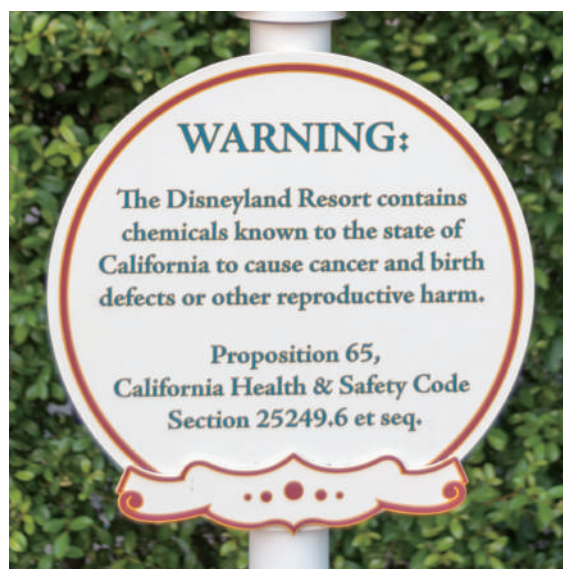 WARNING:
The Disneyland Resort contains
chemicals known to the state of
California to cause cancer and birth
defects or other reproductive harm.
Proposition 65,
California Health & Safety Code
Section 25249.6 et seq.